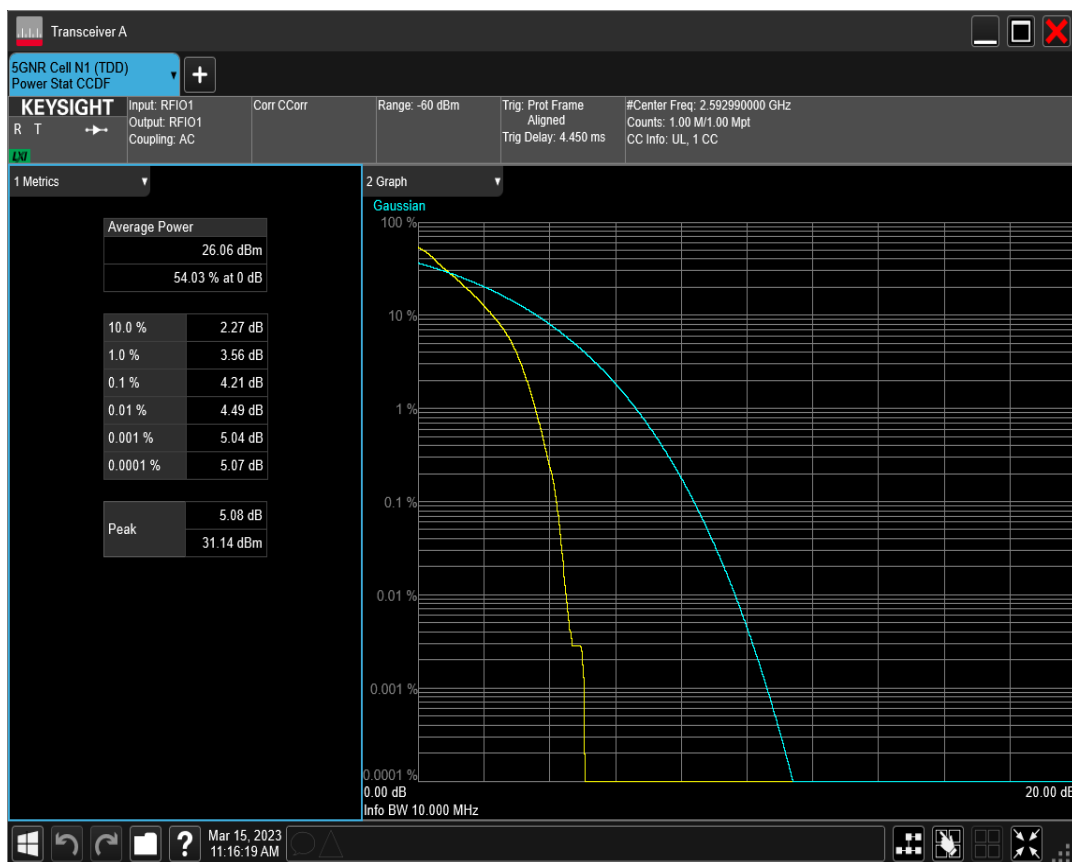 Transceiver A
5GNR Cell N1 (TDD)
Power Stat CCDF
+
KEYSIGHT
R T
LXI
Input: RFIO1
Output: RFIO1
Coupling: AC
Corr CCorr
Range: -60 dBm
Trig: Prot Frame
Aligned
Trig Delay: 4.450 ms
#Center Freq: 2.592990000 GHz
Counts: 1.00 M/1.00 Mpt
CC Info: UL, 1 CC
1 Metrics
Average Power
26.06 dBm
54.03 % at 0 dB
10.0 % 2.27 dB
1.0 % 3.56 dB
0.1 % 4.21 dB
0.01 % 4.49 dB
0.001 % 5.04 dB
0.0001 % 5.07 dB
Peak
5.08 dB
31.14 dBm
2 Graph
Gaussian
100 %
10 %
1 %
0.1 %
0.01 %
0.001 %
0.0001 %
0.00 dB 20.00 dB
Info BW 10.000 MHz
?
Mar 15, 2023
11:16:19 AM